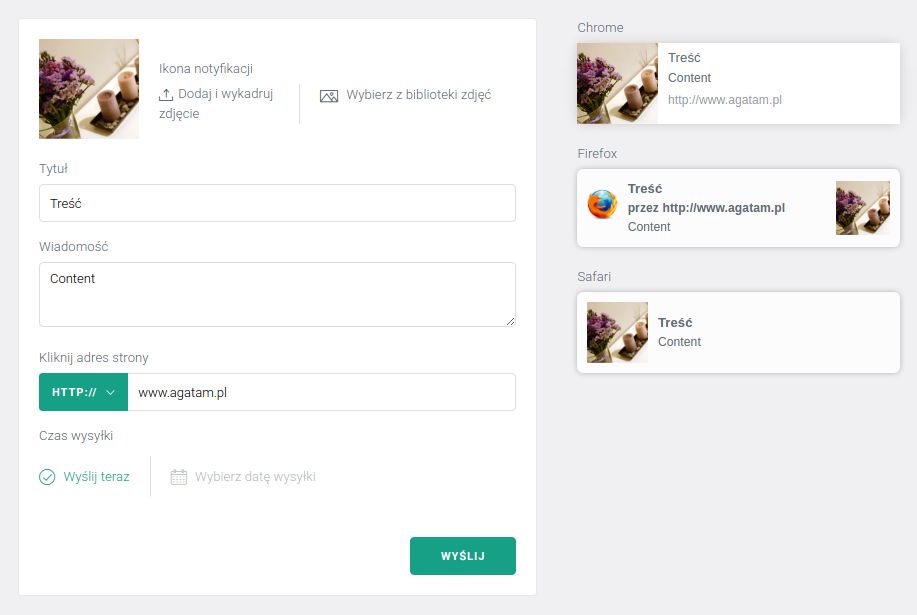 Ikona notyfikacji
Dodaj i wykadruj
zdjęcie
Wybierz z biblioteki zdjęć
Tytuł
Treść
Wiadomość
Content
Kliknij adres strony
HTTP://
www.agatam.pl
Czas wysyłki
Wyślij teraz
Wybierz datę wysyłki
WYŚLIJ
Chrome
Treść
Content
http://www.agatam.pl
Firefox
Treść
przez http://www.agatam.pl
Content
Safari
Treść
Content